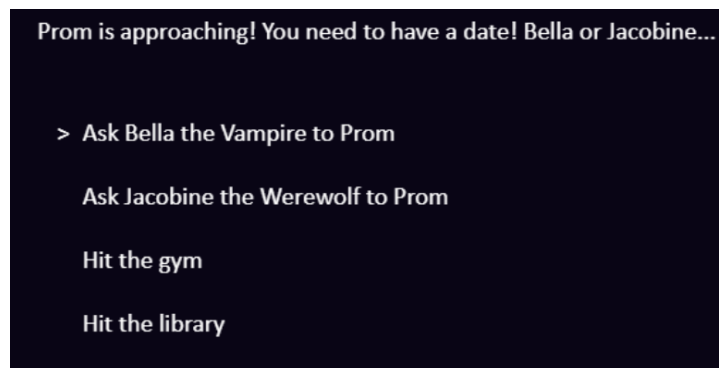 Prom is approaching! You need to have a date! Bella or Jacobine...
> Ask Bella the Vampire to Prom
Ask Jacobine the Werewolf to Prom
Hit the gym
Hit the library